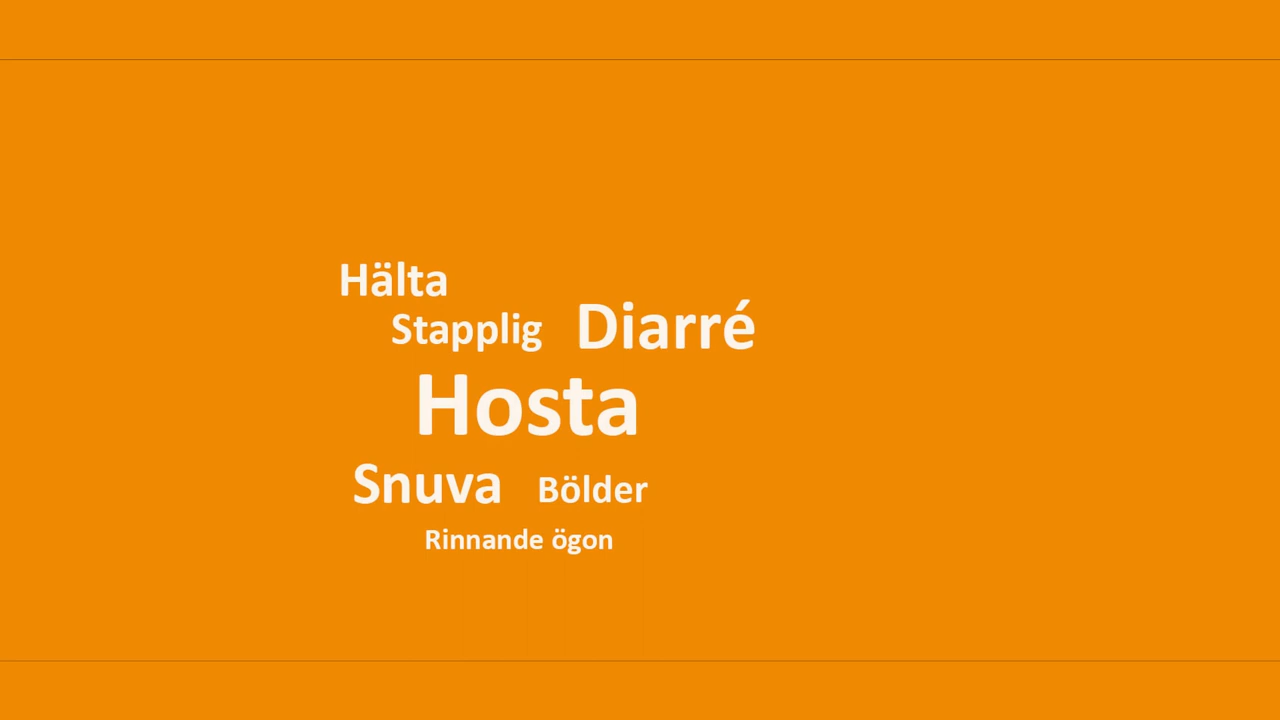 Hälta
Stapplig Diarré
Hosta
Snuva Bölder
Rinnande ögon